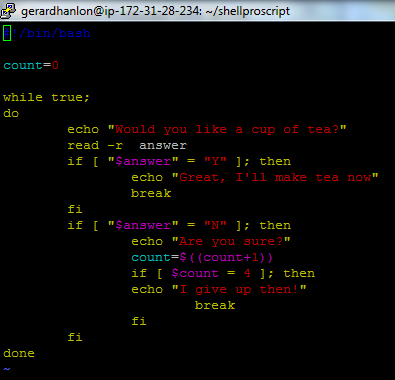 gerardhanlon@ip-172-31-28-234: ~/shellproscript
#!/bin/bash
count=0
while true;
do
echo "Would you like a cup of tea?"
read -r  answer
if [ "$answer" = "Y" ]; then
echo "Great, I'll make tea now"
break
fi
if [ "$answer" = "N" ]; then
echo "Are you sure?"
count=$((count+1))
if [ $count = 4 ]; then
echo "I give up then!"
break
fi
fi
done
~